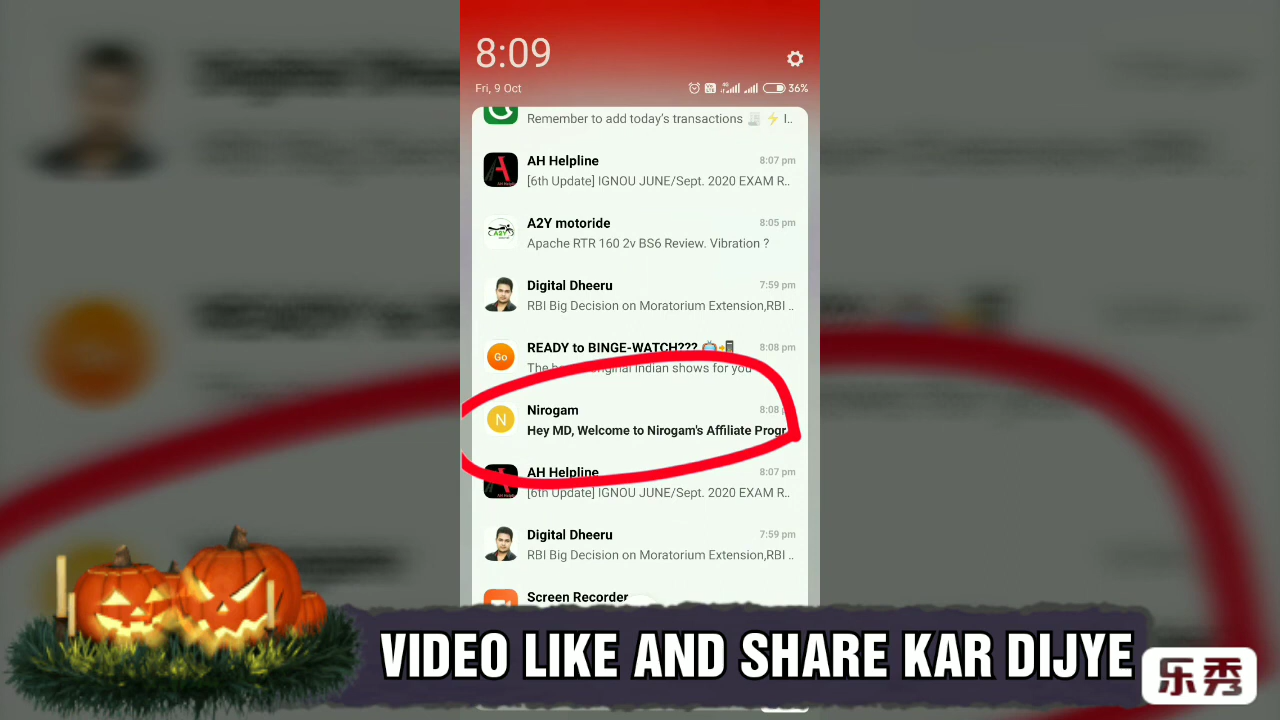 8:09
Fri, 9 Oct
36%
Remember to add today's transactions 🧾 ⚡ I..
AH Helpline
8:07 pm
[6th Update] IGNOU JUNE/Sept. 2020 EXAM R..
A2Y motoride
8:05 pm
A2Y
Apache RTR 160 2v BS6 Review. Vibration ?
Digital Dheeru
7:59 pm
RBI Big Decision on Moratorium Extension,RBI ..
READY to BINGE-WATCH??? 📺📲
8:08 pm
Go
The original Indian shows for you
Nirogam
8:08
N
Hey MD, Welcome to Nirogam's Affiliate Progr
AH Helpline
8:07 pm
[6th Update] IGNOU JUNE/Sept. 2020 EXAM R..
Digital Dheeru
7:59 pm
RBI Big Decision on Moratorium Extension,RBI ..
Screen Recorder
VIDEO LIKE AND SHARE KAR DIJYE
乐秀